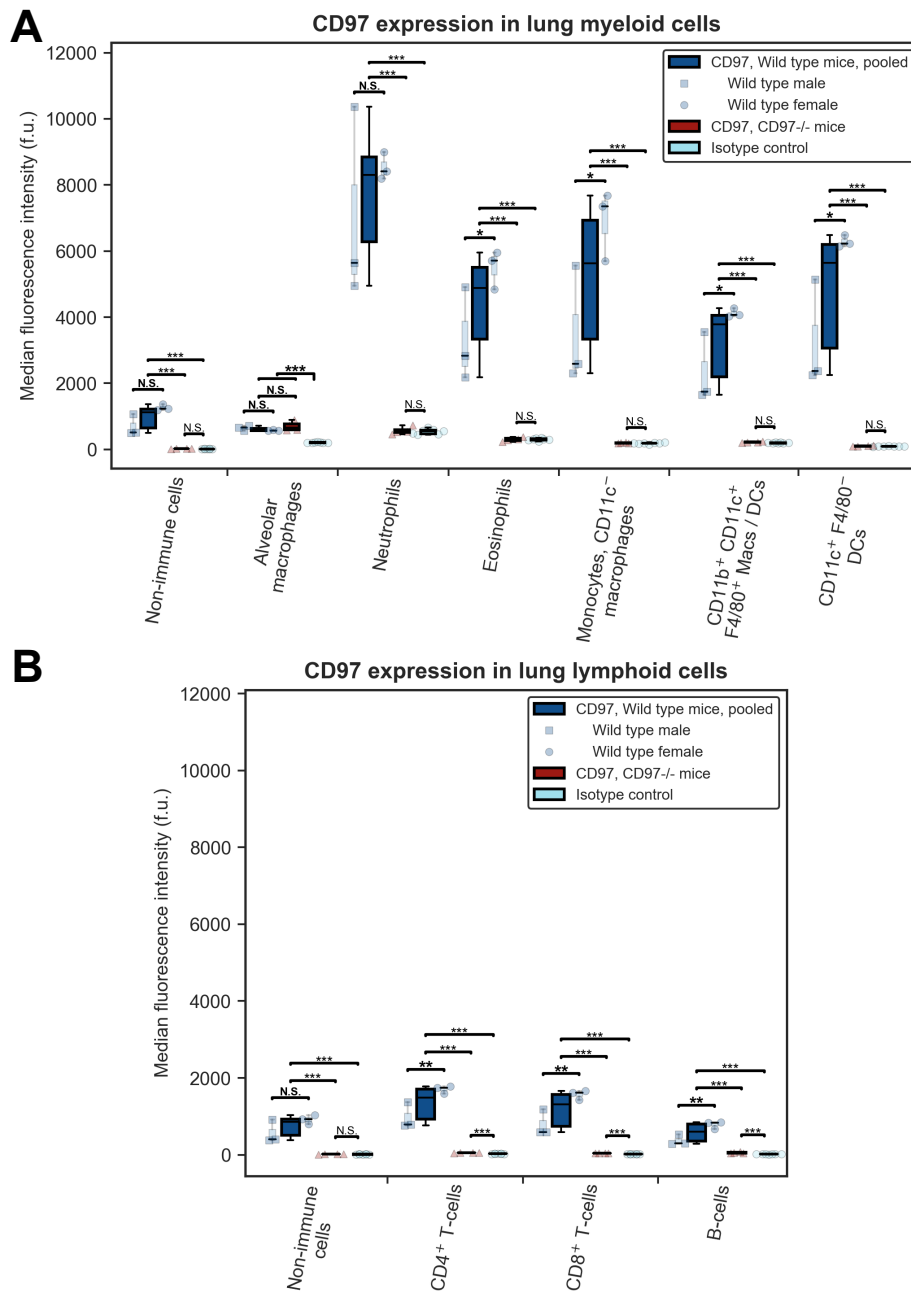 A
CD97 expression in lung myeloid cells
Median fluorescence intensity (f.u.)
12000
10000
8000
6000
4000
2000
0
CD97, Wild type mice, pooled
Wild type male
Wild type female
CD97, CD97-/- mice
Isotype control
***
***
N.S.
N.S.
***
N.S.
N.S.
***
***
N.S.
N.S.
***
***
*
N.S.
***
***
*
N.S.
***
***
*
N.S.
***
***
*
N.S.
Non-immune cells
Alveolar
macrophages
Neutrophils
Eosinophils
Monocytes, CD11c⁻
macrophages
CD11b⁺ CD11c⁺
F4/80⁺ Macs / DCs
CD11c⁺ F4/80⁻
DCs
B
CD97 expression in lung lymphoid cells
Median fluorescence intensity (f.u.)
12000
10000
8000
6000
4000
2000
0
CD97, Wild type mice, pooled
Wild type male
Wild type female
CD97, CD97-/- mice
Isotype control
***
***
N.S.
N.S.
***
***
**
***
***
***
**
***
***
***
**
***
Non-immune
cells
CD4⁺ T-cells
CD8⁺ T-cells
B-cells